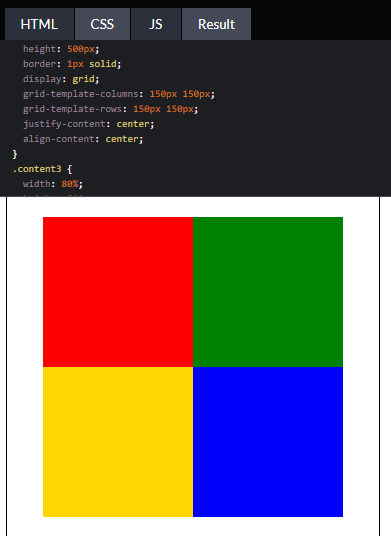 HTML CSS JS Result
height: 500px;
border: 1px solid;
display: grid;
grid-template-columns: 150px 150px;
grid-template-rows: 150px 150px;
justify-content: center;
align-content: center;
}
.content3 {
width: 80%;